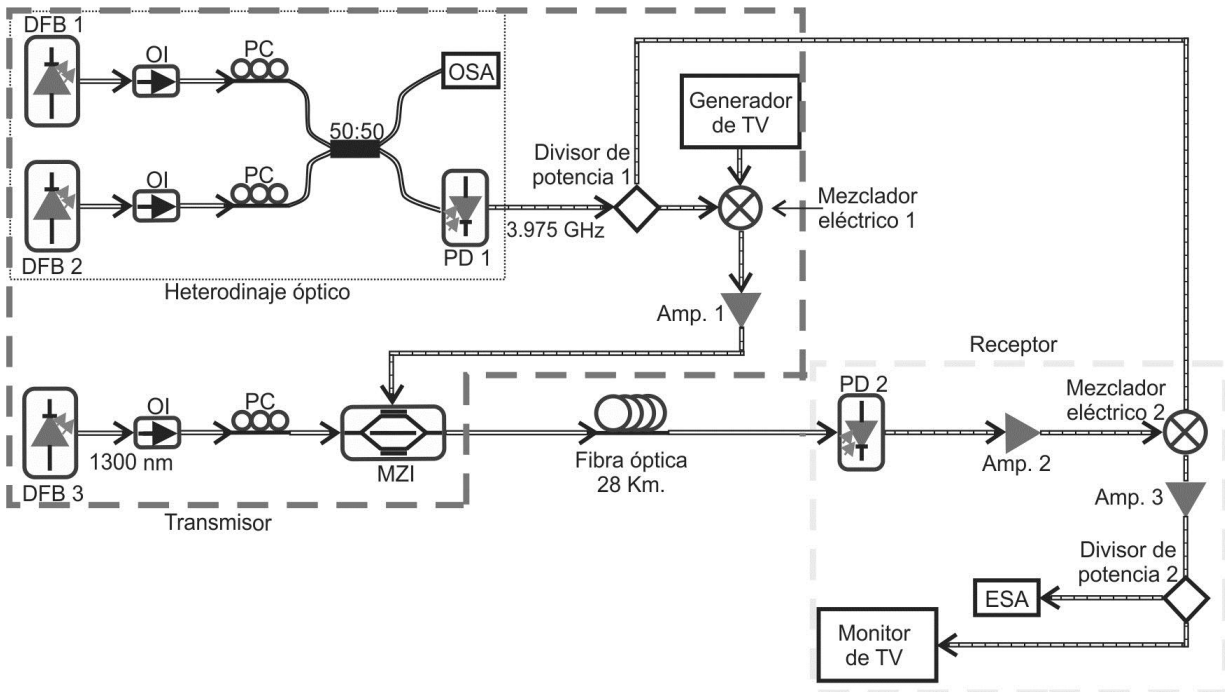 DFB 1
OI
PC
OSA
50:50
DFB 2
OI
PC
PD 1
3.975 GHz
Heterodinaje óptico
Divisor de
potencia 1
Generador
de TV
Mezclador
eléctrico 1
Amp. 1
DFB 3
OI
1300 nm
PC
MZI
Transmisor
Fibra óptica
28 Km.
Receptor
PD 2
Amp. 2
Mezclador
eléctrico 2
Amp. 3
Divisor de
potencia 2
ESA
Monitor
de TV